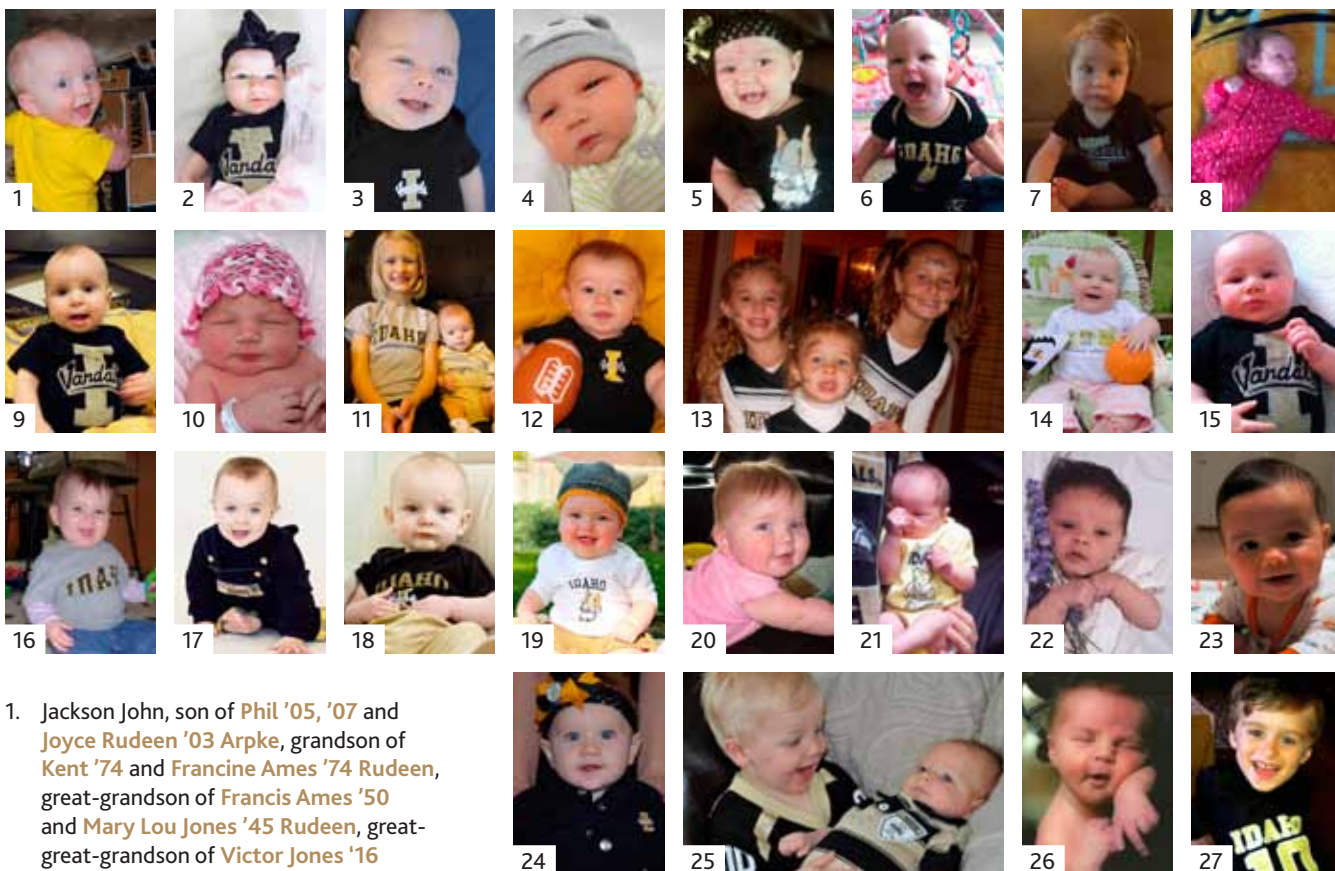 1
2
Vandals
3
4
5
6
IDAHO
7
8
9
Vandals
10
11
IDAHO
12
13
14
15
Vandals
16
IDAHO
17
18
IDAHO
19
IDAHO
20
21
22
23
1. Jackson John, son of Phil ’05, ’07 and
Joyce Rudeen ’03 Arpke, grandson of
Kent ’74 and Francine Ames ’74 Rudeen,
great-grandson of Francis Ames ’50
and Mary Lou Jones ’45 Rudeen, great-
great-grandson of Victor Jones ‘16
24
25
26
27
IDAHO